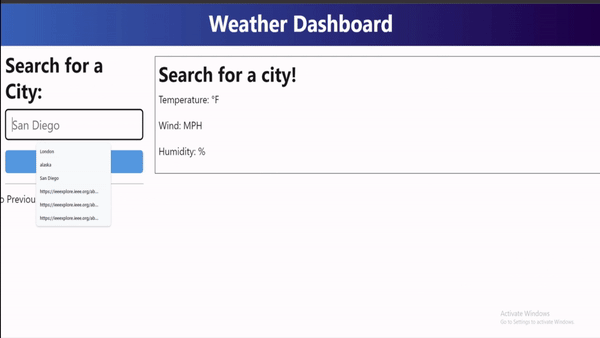 Weather Dashboard
Search for a
City:
San Diego
London
alaska
San Diego
https://ieeexplore.ieee.org/ab...
https://ieeexplore.ieee.org/ab...
https://ieeexplore.ieee.org/ab...
o Previou
Search for a city!
Temperature: °F
Wind: MPH
Humidity: %
Activate Windows
Go to Settings to activate Windows.